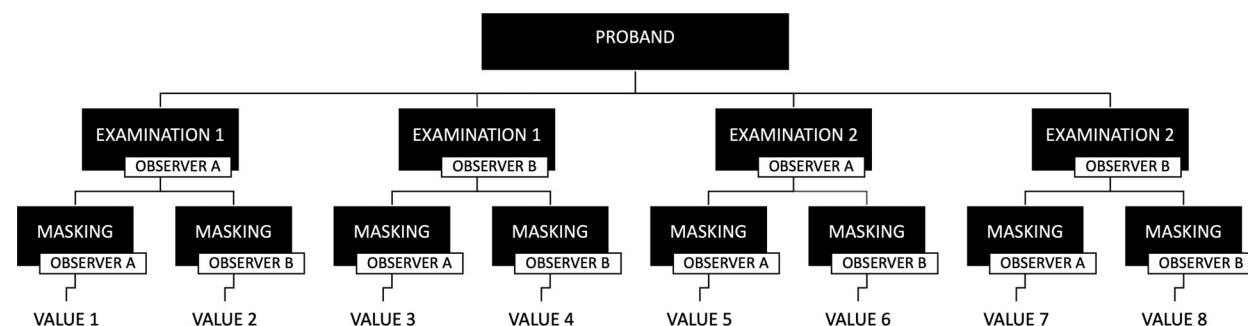 PROBAND
EXAMINATION 1 EXAMINATION 1 EXAMINATION 2 EXAMINATION 2
OBSERVER A OBSERVER B OBSERVER A OBSERVER B
MASKING MASKING MASKING MASKING MASKING MASKING MASKING MASKING
OBSERVER A OBSERVER B OBSERVER A OBSERVER B OBSERVER A OBSERVER B OBSERVER A OBSERVER B
VALUE 1 VALUE 2 VALUE 3 VALUE 4 VALUE 5 VALUE 6 VALUE 7 VALUE 8